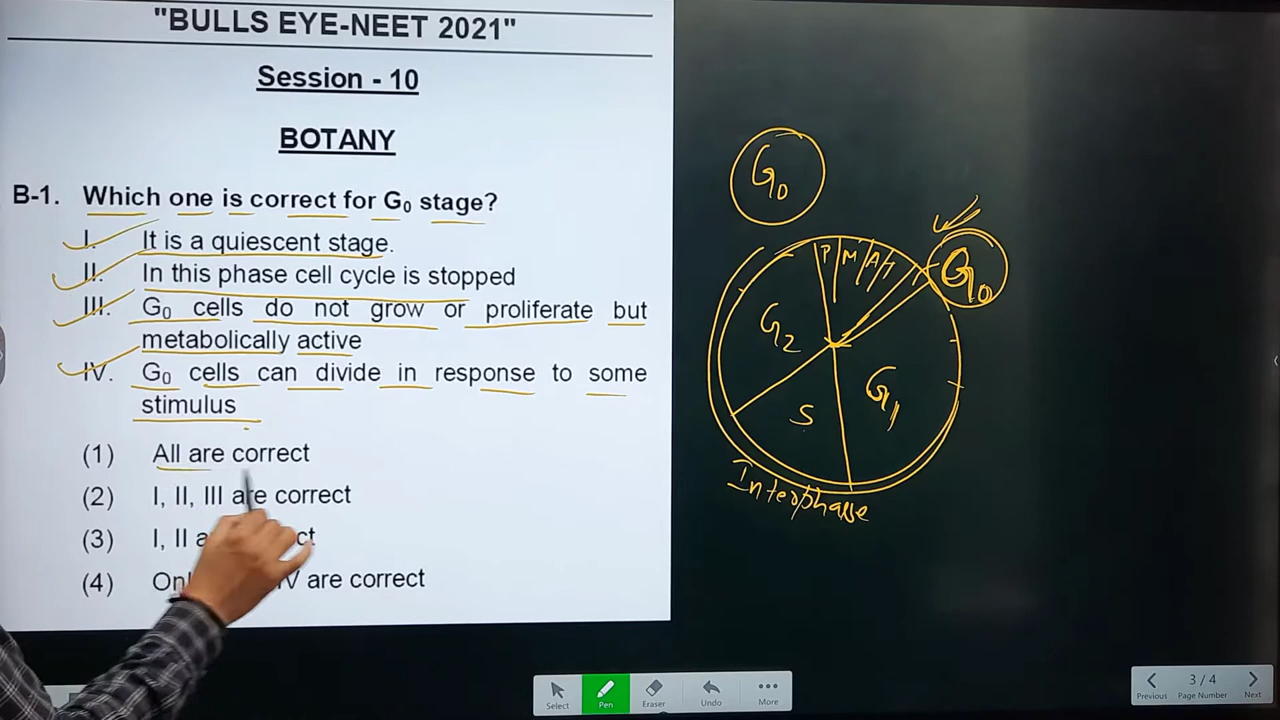 "BULLS EYE-NEET 2021"
Session - 10
BOTANY
B-1. Which one is correct for G₀ stage?
I. It is a quiescent stage.
II. In this phase cell cycle is stopped
III. G₀ cells do not grow or proliferate but
metabolically active
IV. G₀ cells can divide in response to some
stimulus
(1) All are correct
(2) I, II, III are correct
(3) I, II
(4) are correct
G₀
P M A T
G₀
G₂
G₁
S
Interphase
Select Pen Eraser Undo More
Previous 3 / 4 Page Number Next